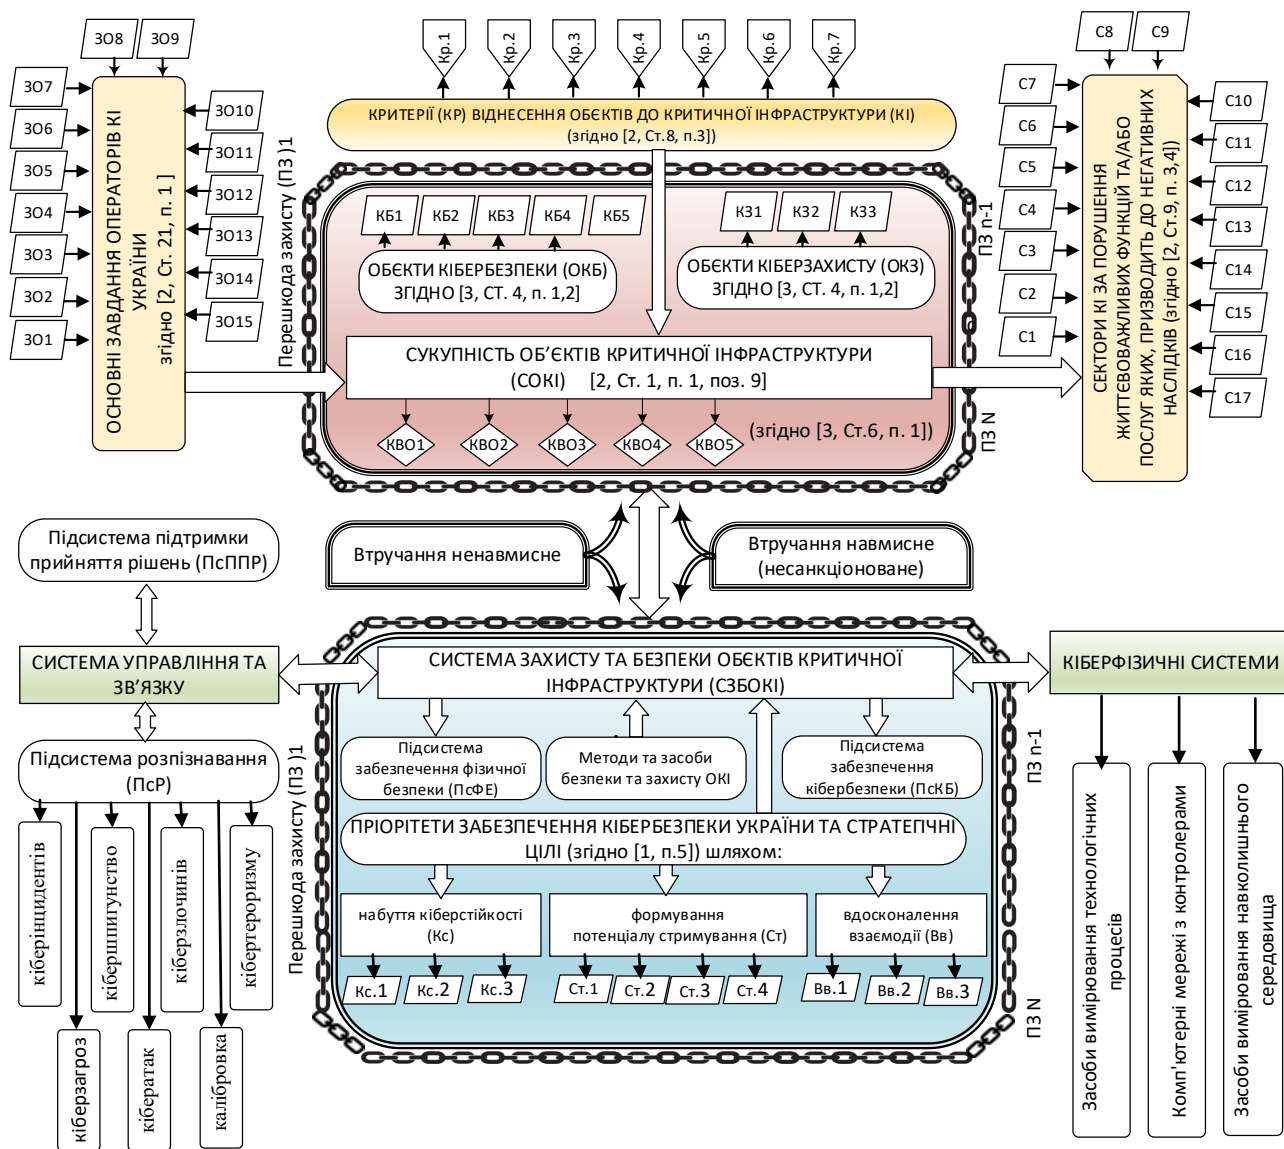 ЗО8
ЗО9
ЗО7
ЗО6
ЗО5
ЗО4
ЗО3
ЗО2
ЗО1
ОСНОВНІ ЗАВДАННЯ ОПЕРАТОРІВ КІ
УКРАЇНИ
згідно [2, Ст. 21, п. 1 ]
ЗО10
ЗО11
ЗО12
ЗО13
ЗО14
ЗО15
Кр.1
Кр.2
Кр.3
Кр.4
Кр.5
Кр.6
Кр.7
КРИТЕРІЇ (КР) ВІДНЕСЕННЯ ОБЄКТІВ ДО КРИТИЧНОЇ ІНФРАСТРУКТУРИ (КІ)
(згідно [2, Ст.8, п.3])
Перешкода захисту (ПЗ )1
ПЗ n-1
ПЗ N
КБ1
КБ2
КБ3
КБ4
КБ5
КЗ1
КЗ2
КЗ3
ОБЄКТИ КІБЕРБЕЗПЕКИ (ОКБ)
ЗГІДНО [3, СТ. 4, п. 1,2]
ОБЄКТИ КІБЕРЗАХИСТУ (ОКЗ)
ЗГІДНО [3, СТ. 4, п. 1,2]
СУКУПНІСТЬ ОБ’ЄКТІВ КРИТИЧНОЇ ІНФРАСТРУКТУРИ
(СОКІ) [2, Ст. 1, п. 1, поз. 9]
КВО1
КВО2
КВО3
КВО4
КВО5
(згідно [3, Ст.6, п. 1])
С8
С9
С7
С6
С5
С4
С3
С2
С1
СЕКТОРИ КІ ЗА ПОРУШЕННЯ
ЖИТТЄВОВАЖЛИВИХ ФУНКЦІЙ ТА/АБО
ПОСЛУГ ЯКИХ, ПРИЗВОДИТЬ ДО НЕГАТИВНИХ
НАСЛІДКІВ (згідно [2, Ст.9, п. 3,4]
С10
С11
С12
С13
С14
С15
С16
С17
Втручання ненавмисне
Втручання навмисне
(несанкціоноване)
Підсистема підтримки
прийняття рішень (ПсППР)
СИСТЕМА УПРАВЛІННЯ ТА
ЗВ’ЯЗКУ
Підсистема розпізнавання
(ПсР)
кіберінцидентів
кібершпигунство
кіберзлочинів
кібертероризму
кіберзагроз
кібератак
калібровка
Перешкода захисту (ПЗ )1
ПЗ n-1
ПЗ N
СИСТЕМА ЗАХИСТУ ТА БЕЗПЕКИ ОБЄКТІВ КРИТИЧНОЇ
ІНФРАСТРУКТУРИ (СЗБОКІ)
Підсистема
забезпечення фізичної
безпеки (ПсФЕ)
Методи та засоби
безпеки та захисту ОКІ
Підсистема
забезпечення
кібербезпеки (ПсКБ)
ПРІОРІТЕТИ ЗАБЕЗПЕЧЕННЯ КІБЕРБЕЗПЕКИ УКРАЇНИ ТА СТРАТЕГІЧНІ
ЦІЛІ (згідно [1, п.5]) шляхом:
набуття кіберстійкості
(Кс)
формування
потенціалу стримування (Ст)
вдосконалення
взаємодії (Вв)
Кс.1
Кс.2
Кс.3
Ст.1
Ст.2
Ст.3
Ст.4
Вв.1
Вв.2
Вв.3
КІБЕРФІЗИЧНІ СИСТЕМИ
Засоби вимірювання технологічних
процесів
Комп'ютерні мережі з контролерами
Засоби вимірювання навколишнього
середовища